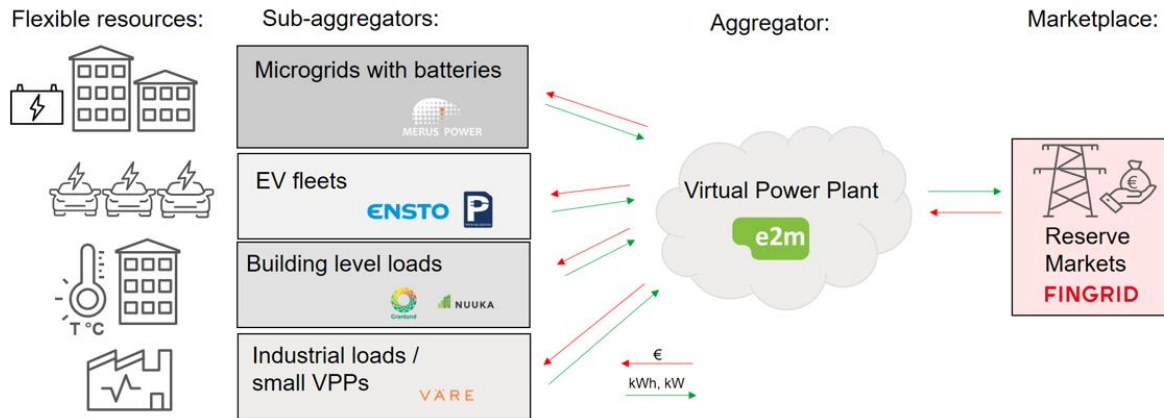 Flexible resources:
Sub-aggregators:
Aggregator:
Marketplace:
Microgrids with batteries
MERUS POWER
EV fleets
ENSTO
P
Building level loads
Granlund
NUUKA
T °C
Industrial loads /
small VPPs
VÄRE
Virtual Power Plant
e2m
€
Reserve
Markets
FINGRID
€
kWh, kW